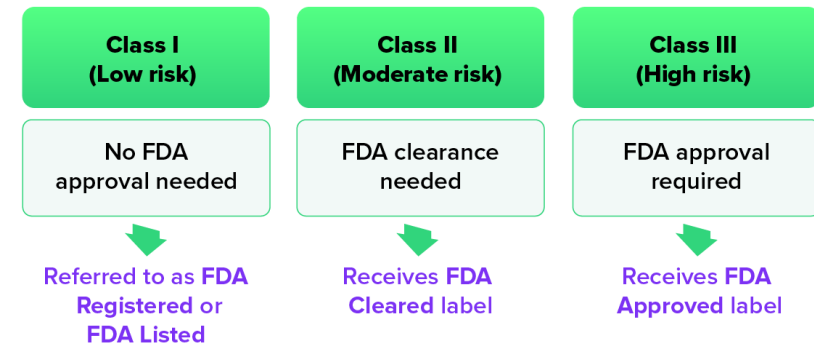 Class I
(Low risk)
No FDA
approval needed
Referred to as FDA
Registered or
FDA Listed
Class II
(Moderate risk)
FDA clearance
needed
Receives FDA
Cleared label
Class III
(High risk)
FDA approval
required
Receives FDA
Approved label